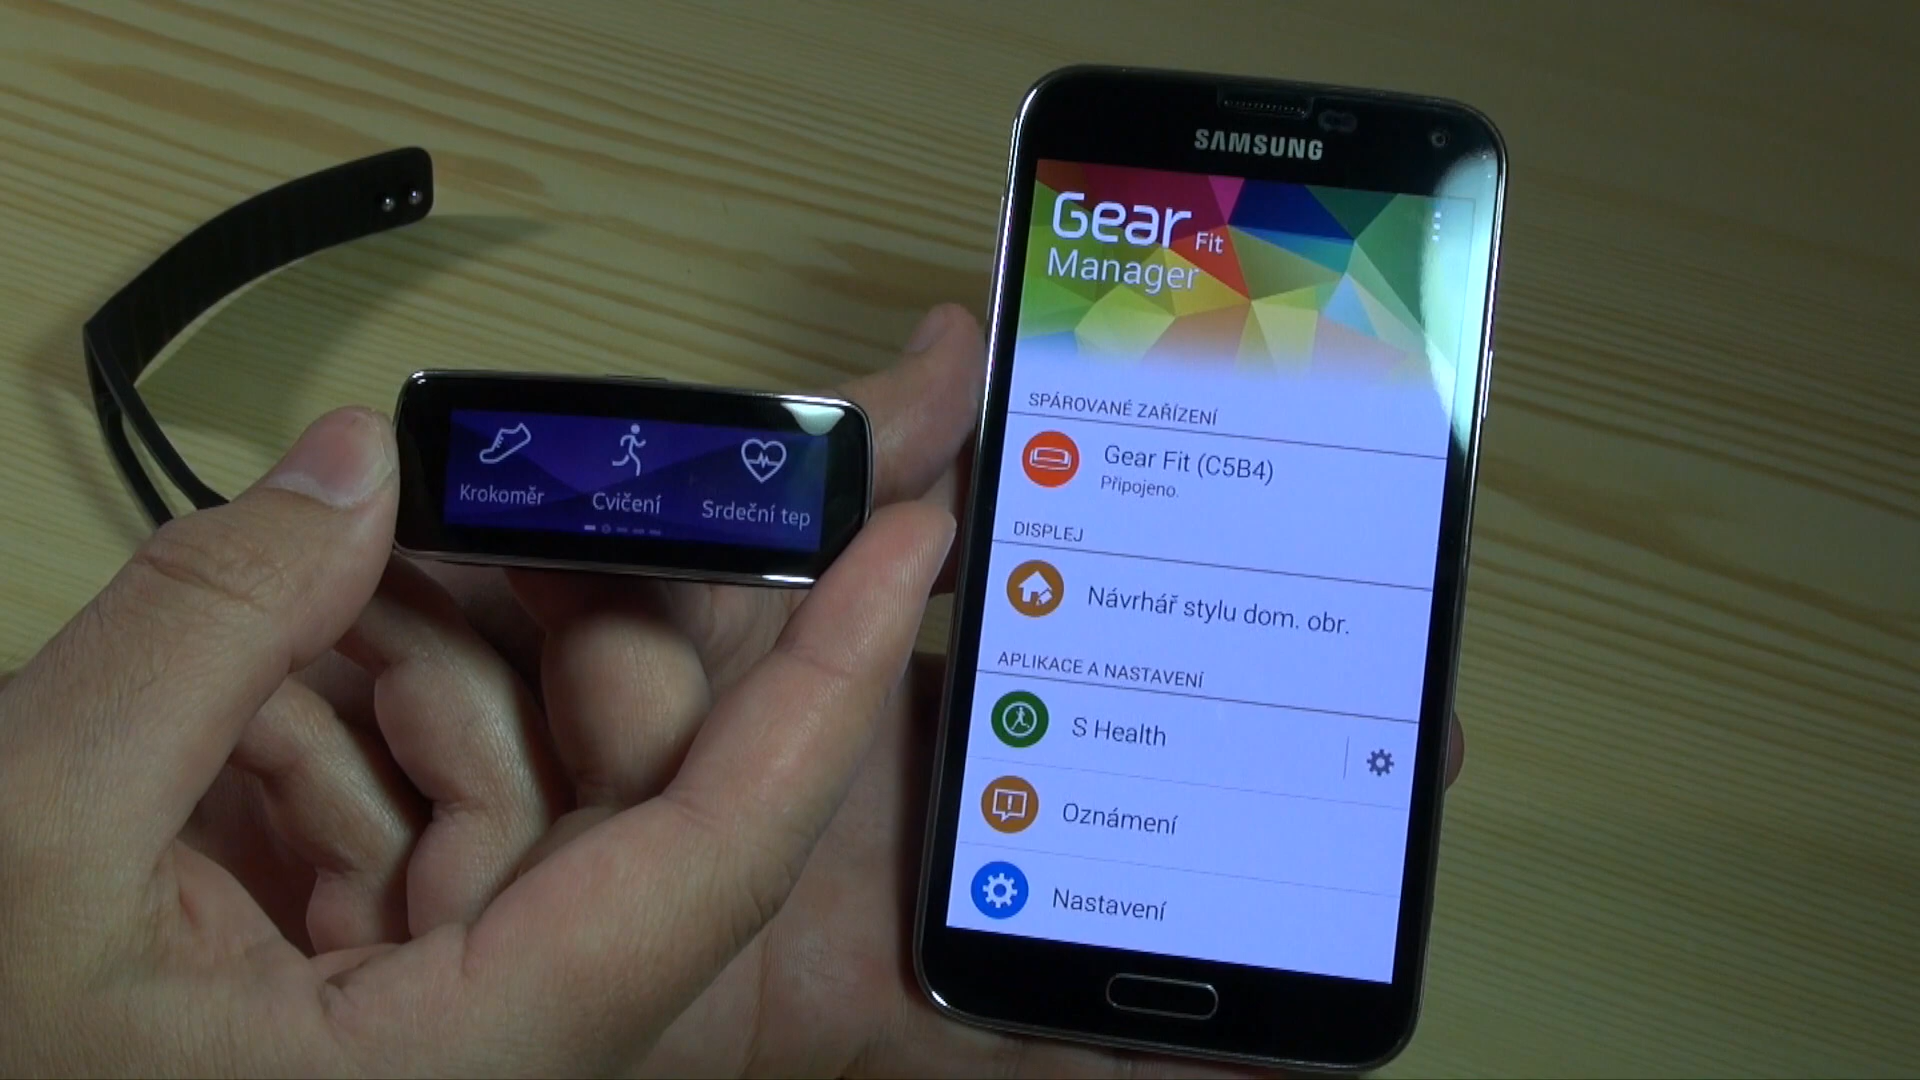 SAMSUNG
Gear Fit
Manager
SPÁROVANÉ ZAŘÍZENÍ
Gear Fit (C5B4)
Připojeno.
DISPLEJ
Návrhář stylu dom. obr.
APLIKACE A NASTAVENÍ
S Health
Oznámení
Nastavení
Krokoměr
Cvičení
Srdeční tep